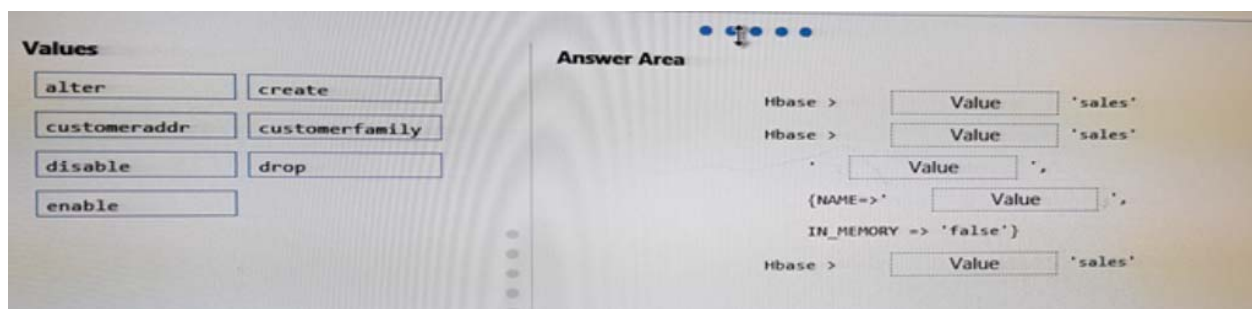 Values
alter create
customeraddr customerfamily
disable drop
enable
Answer Area
Hbase > Value 'sales'
Hbase > Value 'sales'
' Value ',
{NAME=>' Value ',
IN_MEMORY => 'false'}
Hbase > Value 'sales'